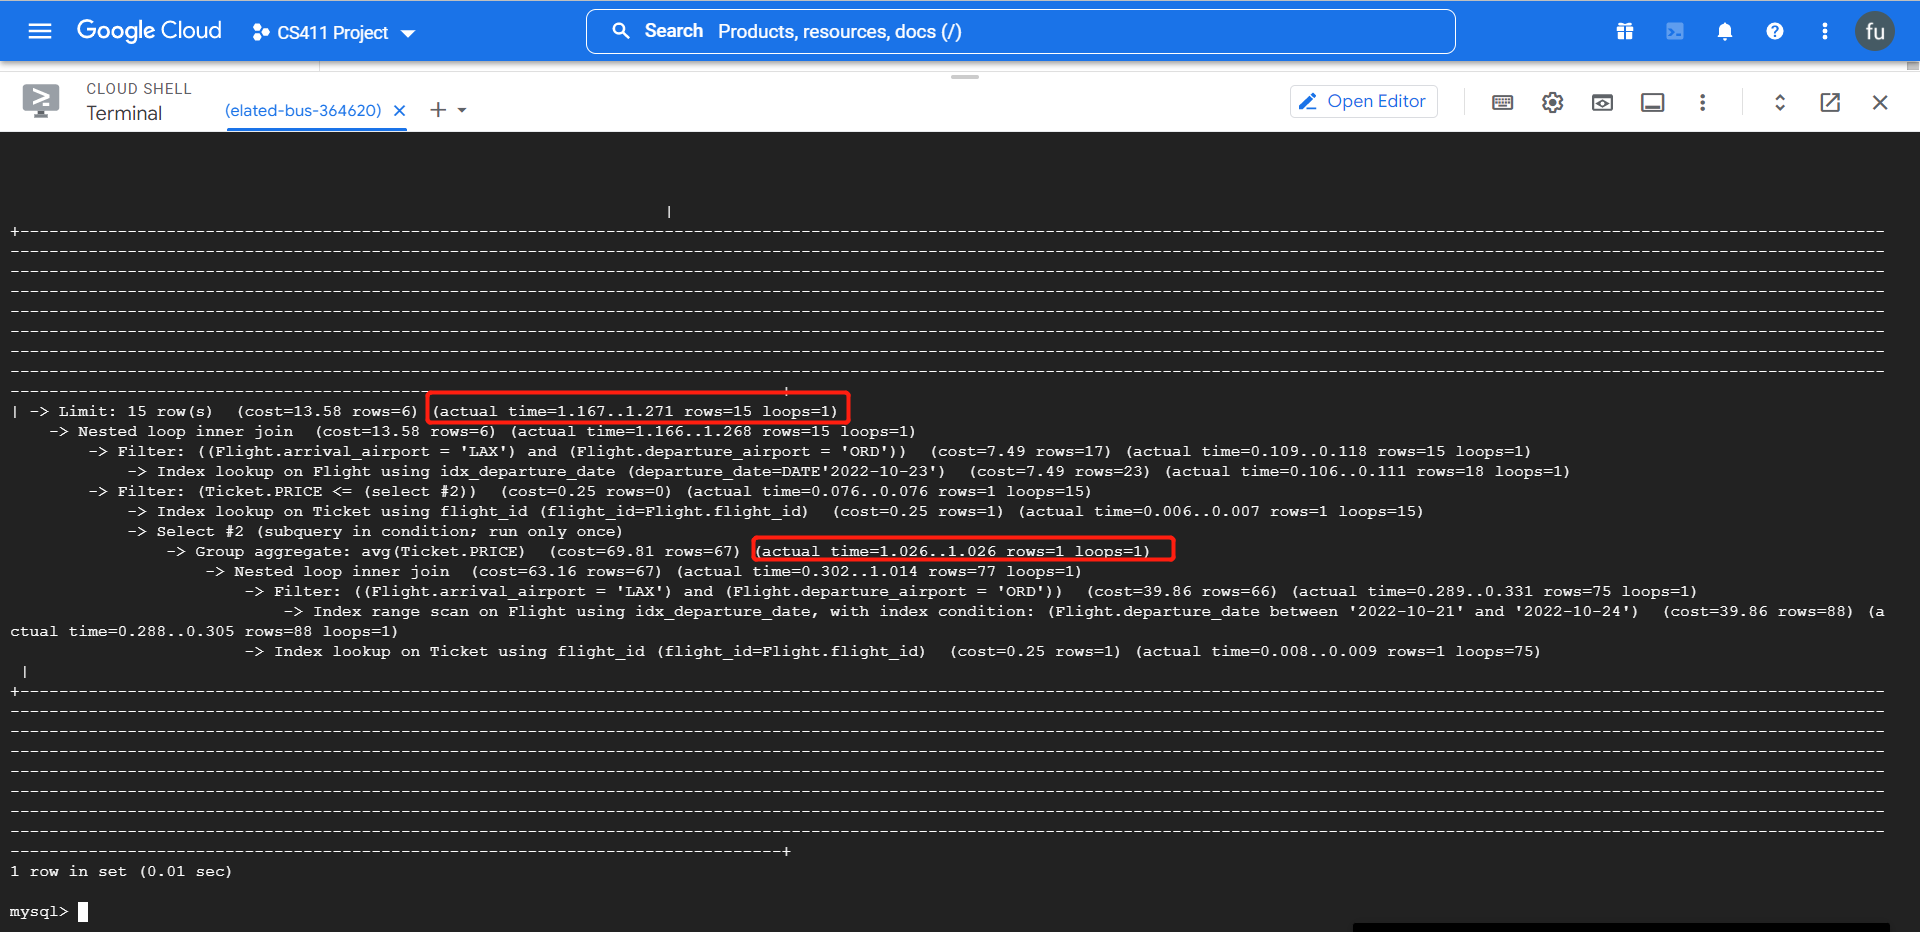 Google Cloud CS411 Project Search Products, resources, docs (/) fu
CLOUD SHELL
Terminal (elated-bus-364620) Open Editor
|
+------------------------------------------------------------------------------------------------------------------------------------------------------------------------------------------------
| -> Limit: 15 row(s)  (cost=13.58 rows=6) (actual time=1.167..1.271 rows=15 loops=1)
    -> Nested loop inner join  (cost=13.58 rows=6) (actual time=1.166..1.268 rows=15 loops=1)
        -> Filter: ((Flight.arrival_airport = 'LAX') and (Flight.departure_airport = 'ORD'))  (cost=7.49 rows=17) (actual time=0.109..0.118 rows=15 loops=1)
            -> Index lookup on Flight using idx_departure_date (departure_date=DATE'2022-10-23')  (cost=7.49 rows=23) (actual time=0.106..0.111 rows=18 loops=1)
        -> Filter: (Ticket.PRICE <= (select #2))  (cost=0.25 rows=0) (actual time=0.076..0.076 rows=1 loops=15)
            -> Index lookup on Ticket using flight_id (flight_id=Flight.flight_id)  (cost=0.25 rows=1) (actual time=0.006..0.007 rows=1 loops=15)
            -> Select #2 (subquery in condition; run only once)
                -> Group aggregate: avg(Ticket.PRICE)  (cost=69.81 rows=67) (actual time=1.026..1.026 rows=1 loops=1)
                    -> Nested loop inner join  (cost=63.16 rows=67) (actual time=0.302..1.014 rows=77 loops=1)
                        -> Filter: ((Flight.arrival_airport = 'LAX') and (Flight.departure_airport = 'ORD'))  (cost=39.86 rows=66) (actual time=0.289..0.331 rows=75 loops=1)
                            -> Index range scan on Flight using idx_departure_date, with index condition: (Flight.departure_date between '2022-10-21' and '2022-10-24')  (cost=39.86 rows=88) (a
ctual time=0.288..0.305 rows=88 loops=1)
                        -> Index lookup on Ticket using flight_id (flight_id=Flight.flight_id)  (cost=0.25 rows=1) (actual time=0.008..0.009 rows=1 loops=75)
 |
+------------------------------------------------------------------------------------------------------------------------------------------------------------------------------------------------
1 row in set (0.01 sec)
mysql>